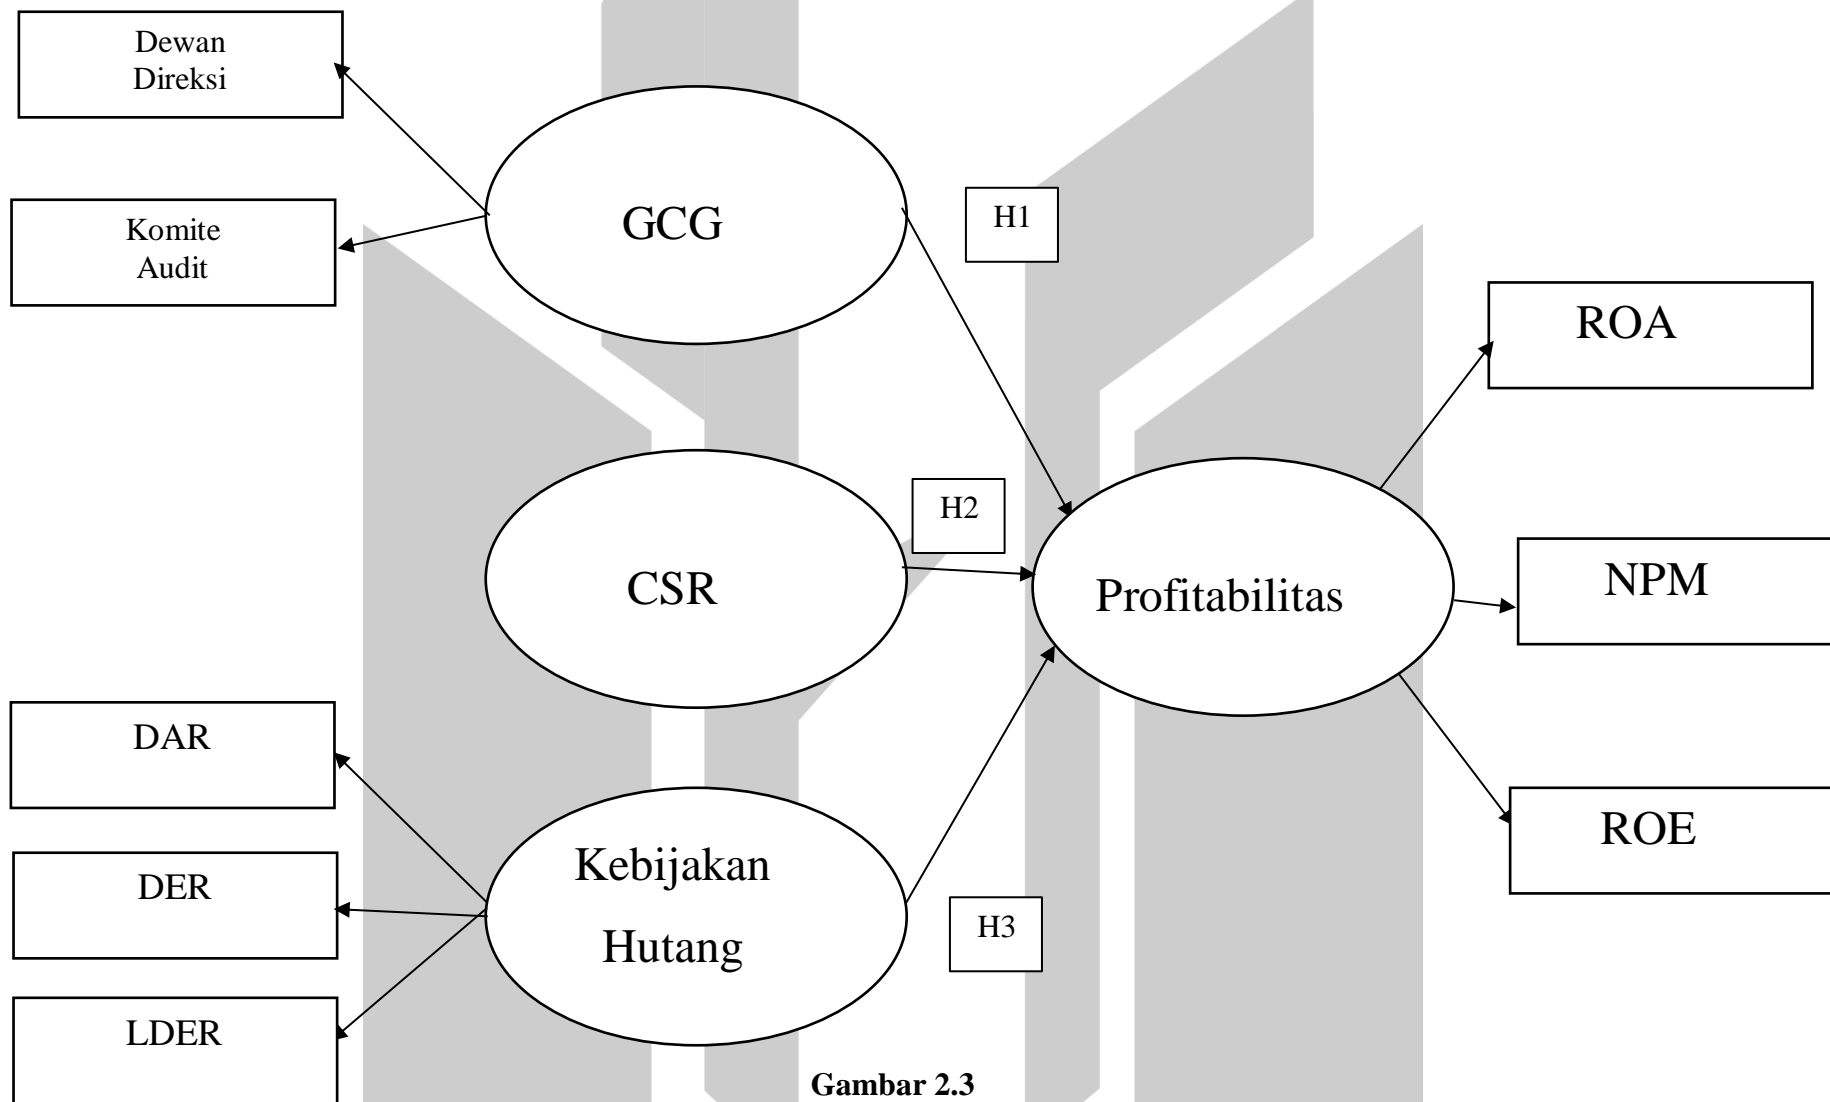 Dewan
Direksi
Komite
Audit
GCG
H1
ROA
CSR
H2
Profitabilitas
NPM
DAR
DER
LDER
Kebijakan
Hutang
H3
ROE
Gambar 2.3